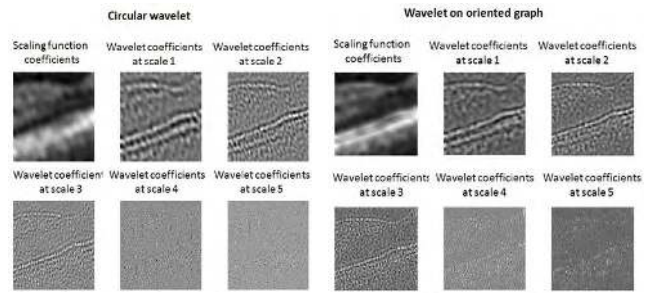 Circular wavelet
Scaling function
coefficients
Wavelet coefficients
at scale 1
Wavelet coefficients
at scale 2
Wavelet coefficient
at scale 3
Wavelet coefficients
at scale 4
Wavelet coefficients
at scale 5
Wavelet on oriented graph
Scaling function
coefficients
Wavelet coefficients
at scale 1
Wavelet coefficients
at scale 2
Wavelet coefficients
at scale 3
Wavelet coefficients
at scale 4
Wavelet coefficients
at scale 5